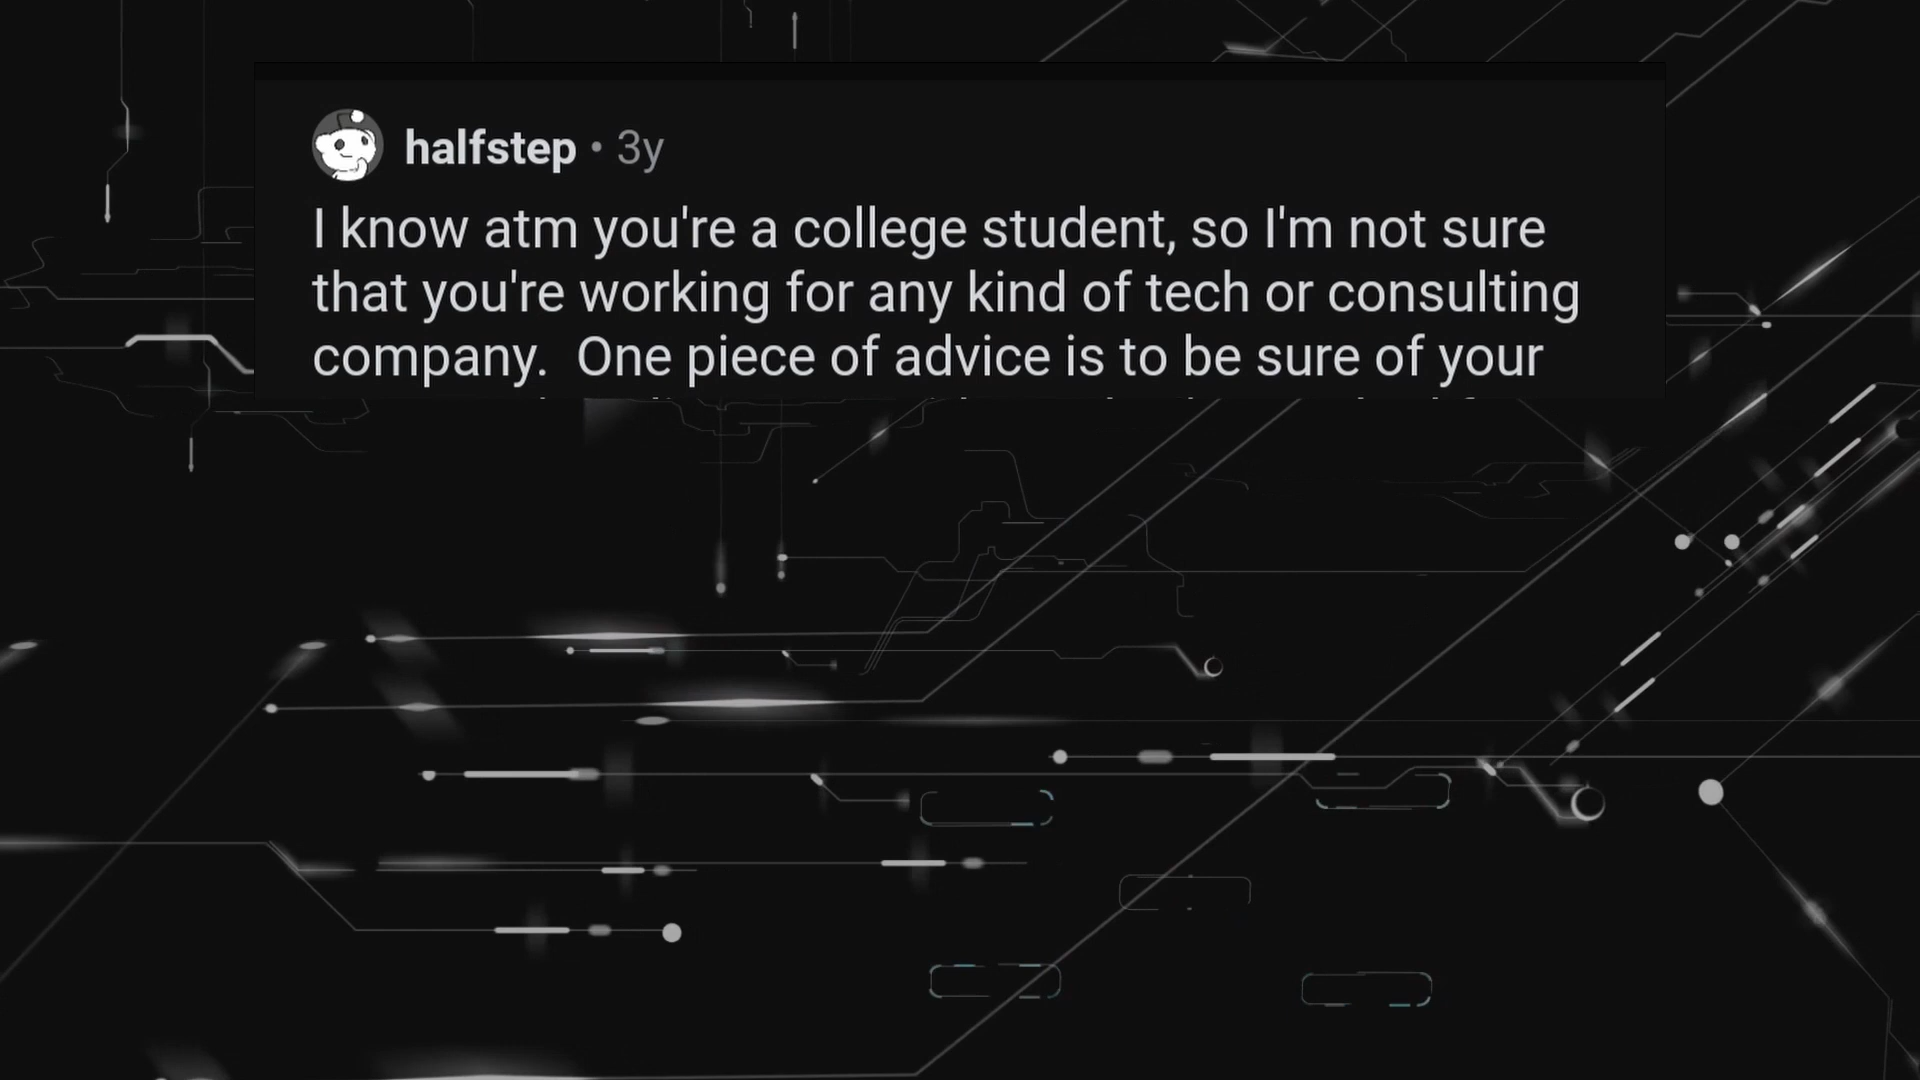 halfstep • 3y
I know atm you're a college student, so I'm not sure
that you're working for any kind of tech or consulting
company.  One piece of advice is to be sure of your